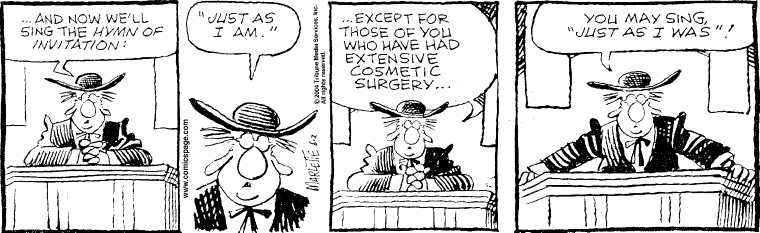 ...AND NOW WE'LL
SING THE HYMN OF
INVITATION:
"JUST AS
I AM."
www.comicspage.com
© 2004 Tribune Media Services, Inc.
All rights reserved.
MARLETTE 6-2
...EXCEPT FOR
THOSE OF YOU
WHO HAVE HAD
EXTENSIVE
COSMETIC
SURGERY...
YOU MAY SING,
"JUST AS I WAS"!